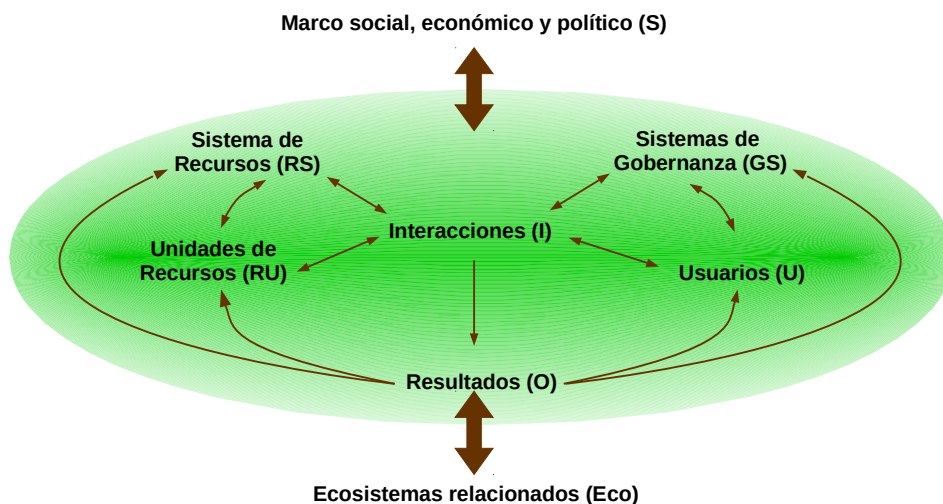 Marco social, económico y político (S)
Sistema de
Recursos (RS)
Sistemas de
Gobernanza (GS)
Interacciones (I)
Unidades de
Recursos (RU)
Usuarios (U)
Resultados (O)
Ecosistemas relacionados (Eco)